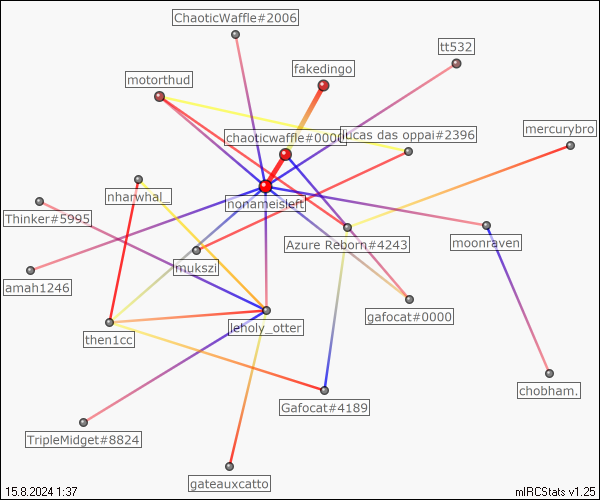 ChaoticWaffle#2006
tt532
fakedingo
motorthud
mercurybro
chaoticwaffle#0000
lucas das oppai#2396
nharwhal_
nonameisleft
Thinker#5995
Azure Reborn#4243
moonraven
mukszi
amah1246
gafocat#0000
leholy_otter
then1cc
chobham.
Gafocat#4189
TripleMidget#8824
gateauxcatto
15.8.2024 1:37
mIRCStats v1.25